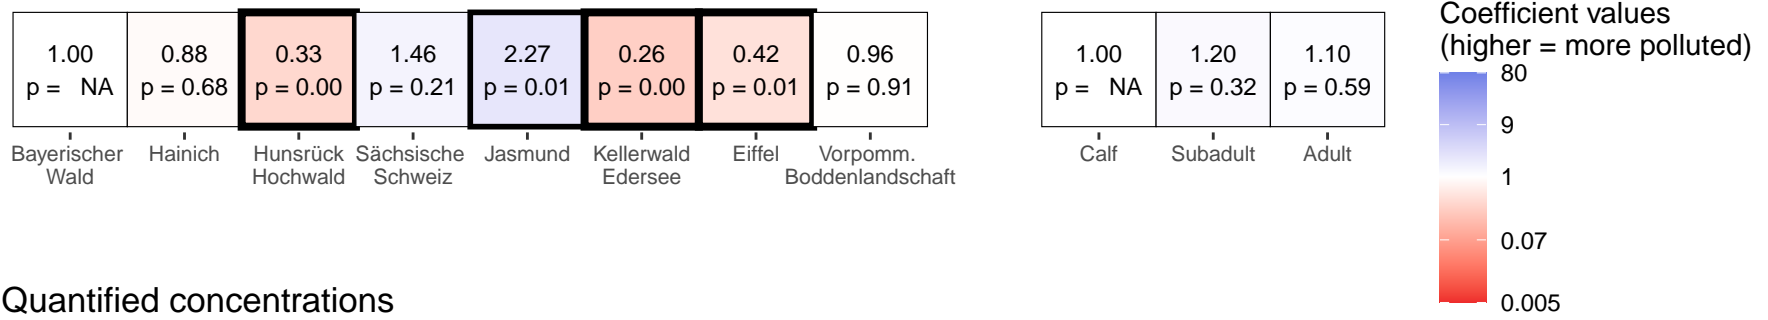 1.00 0.88 0.33 1.46 2.27 0.26 0.42 0.96
p = NA p = 0.68 p = 0.00 p = 0.21 p = 0.01 p = 0.00 p = 0.01 p = 0.91
Bayerischer Hainich Hunsrück Sächsische Jasmund Kellerwald Eiffel Vorpomm.
Wald Hochwald Schweiz Edersee Boddenlandschaft
1.00 1.20 1.10
p = NA p = 0.32 p = 0.59
Calf Subadult Adult
Coefficient values
(higher = more polluted)
80
9
1
0.07
0.005
Quantified concentrations